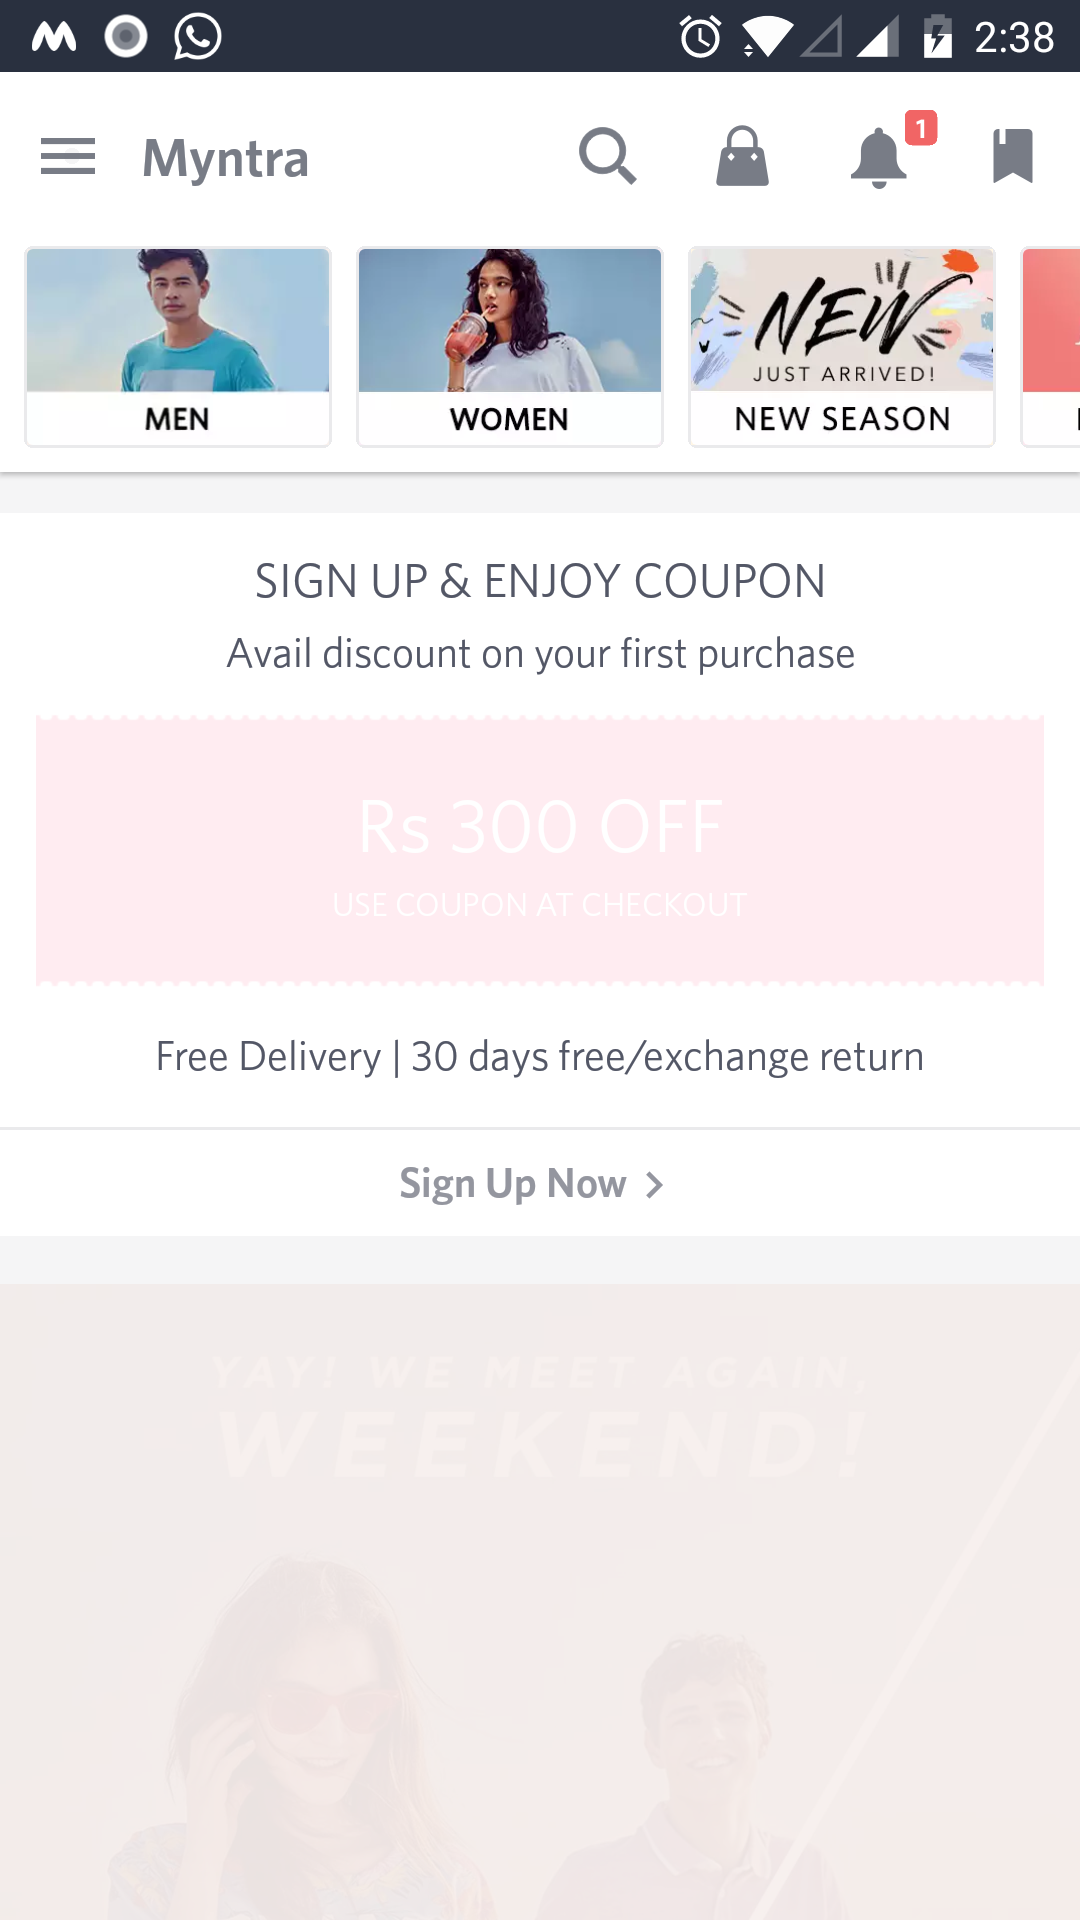 2:38
Myntra
1
NEW
JUST ARRIVED!
MEN
WOMEN
NEW SEASON
SIGN UP & ENJOY COUPON
Avail discount on your first purchase
Rs 300 OFF
USE COUPON AT CHECKOUT
Free Delivery | 30 days free/exchange return
Sign Up Now
YAY! WE MEET AGAIN,
WEEKEND!